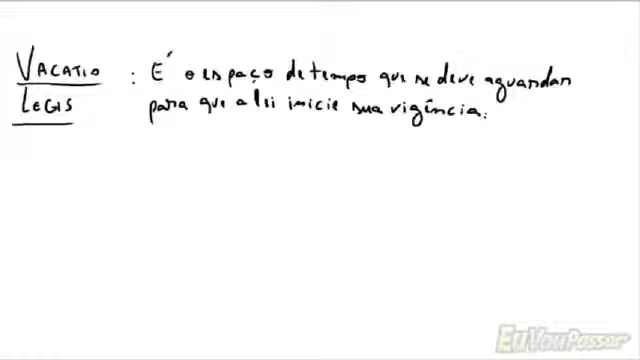 VACATIO : É o espaço de tempo que se deve aguardar
LEGIS para que a lei inicie sua vigência.
EuVouPassar